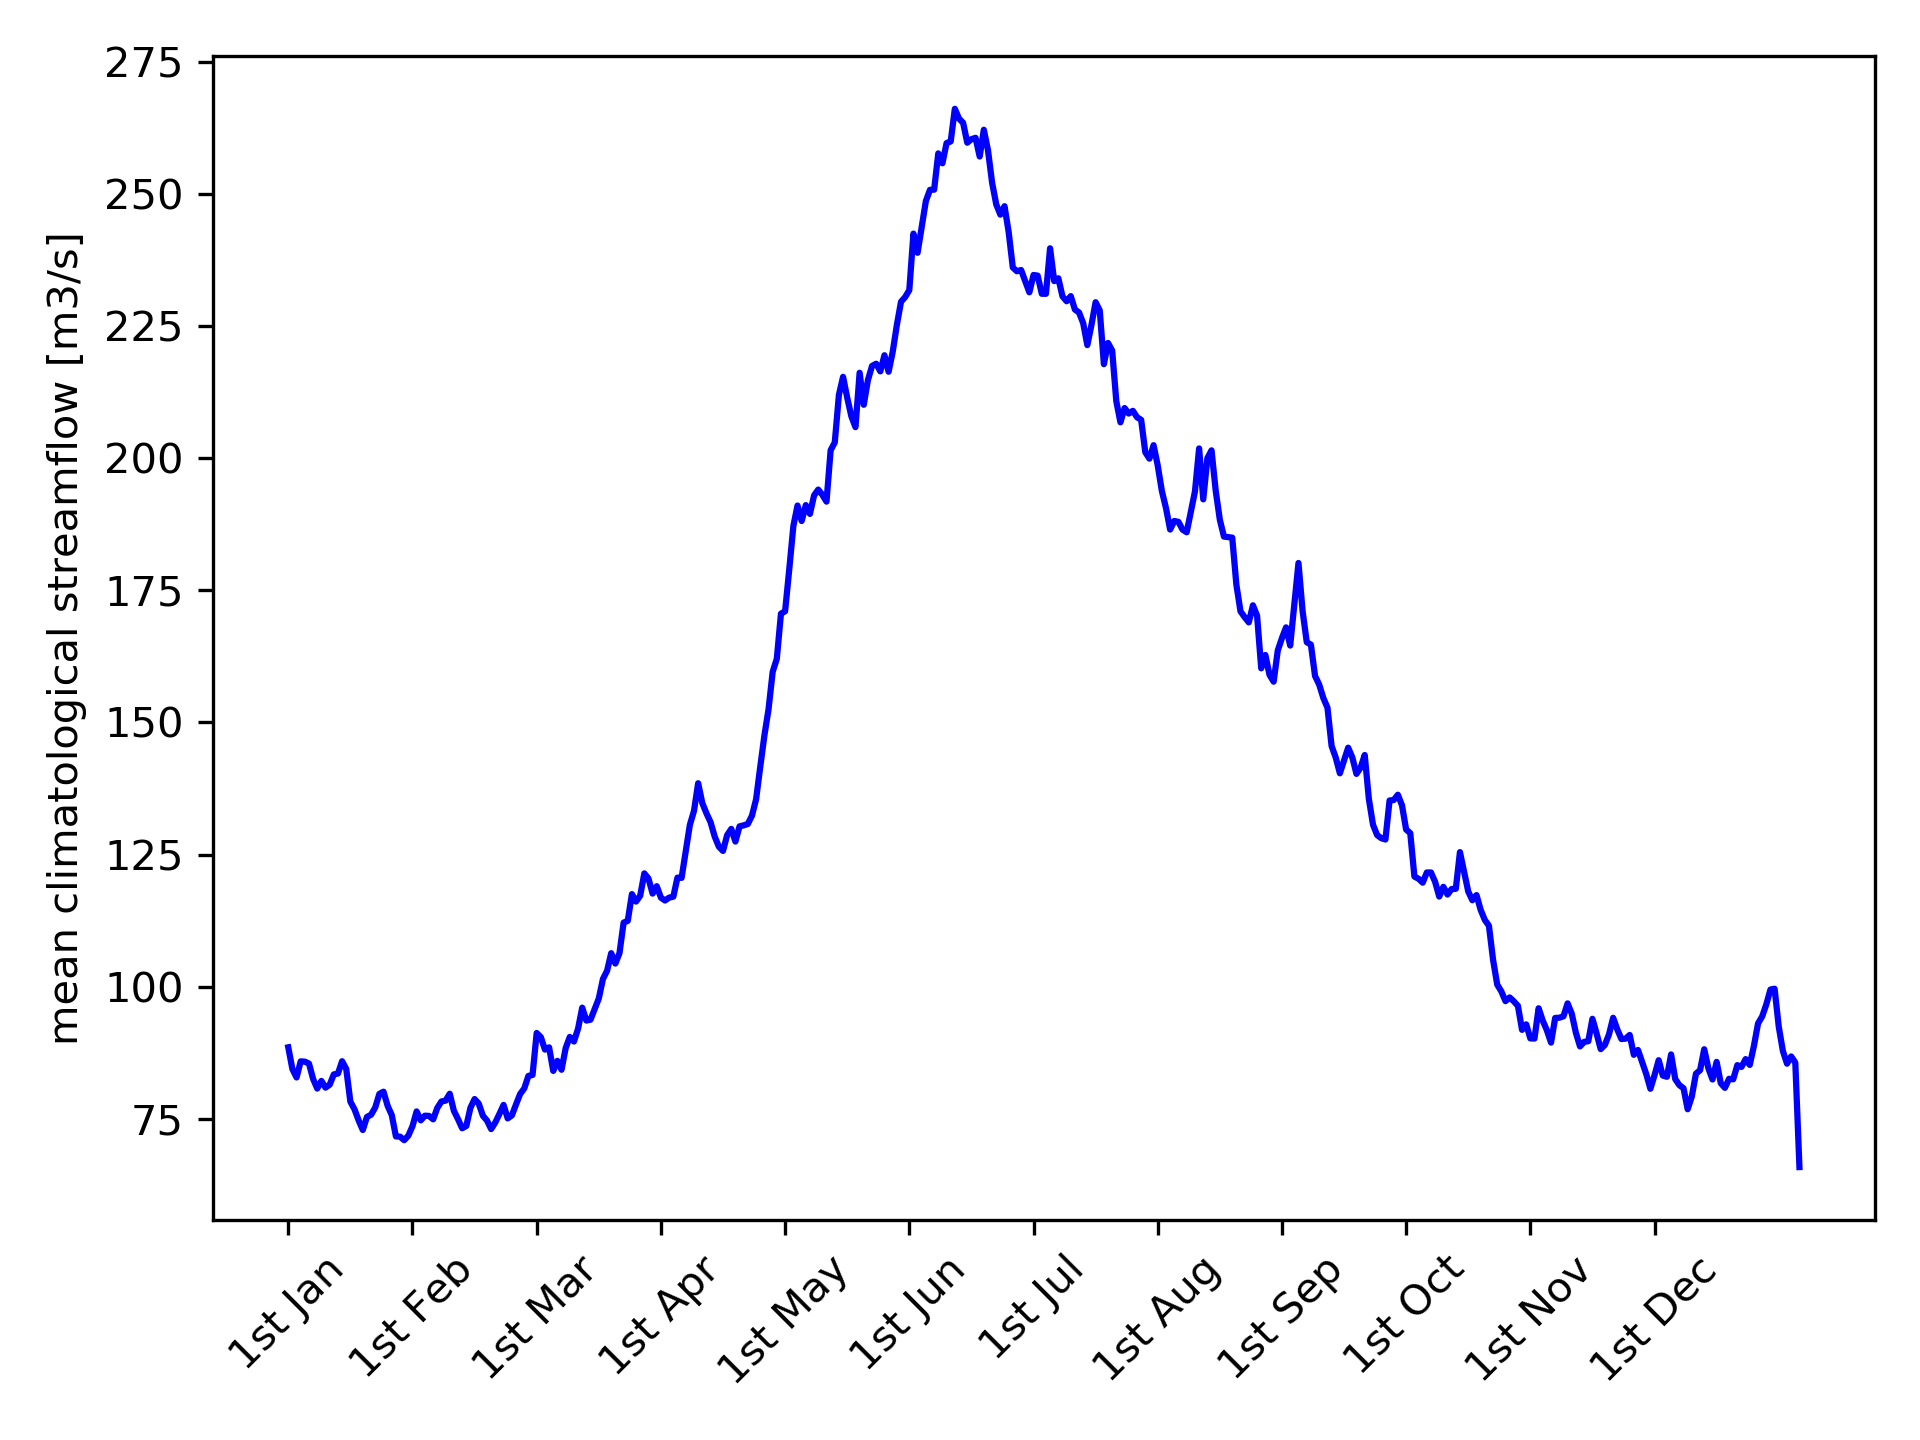 mean climatological streamflow [m3/s]
275
250
225
200
175
150
125
100
75
1st Jan
1st Feb
1st Mar
1st Apr
1st May
1st Jun
1st Jul
1st Aug
1st Sep
1st Oct
1st Nov
1st Dec